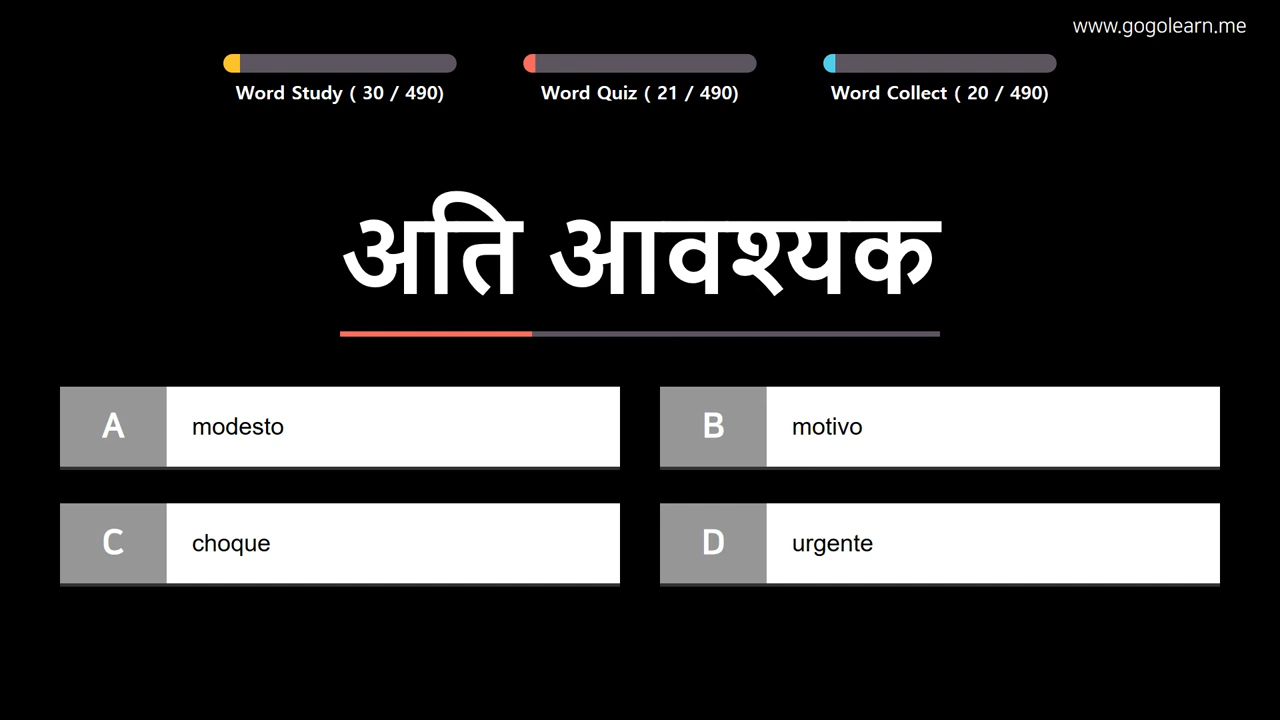 www.gogolearn.me
Word Study ( 30 / 490)
Word Quiz ( 21 / 490)
Word Collect ( 20 / 490)
अति आवश्यक
A modesto
B motivo
C choque
D urgente